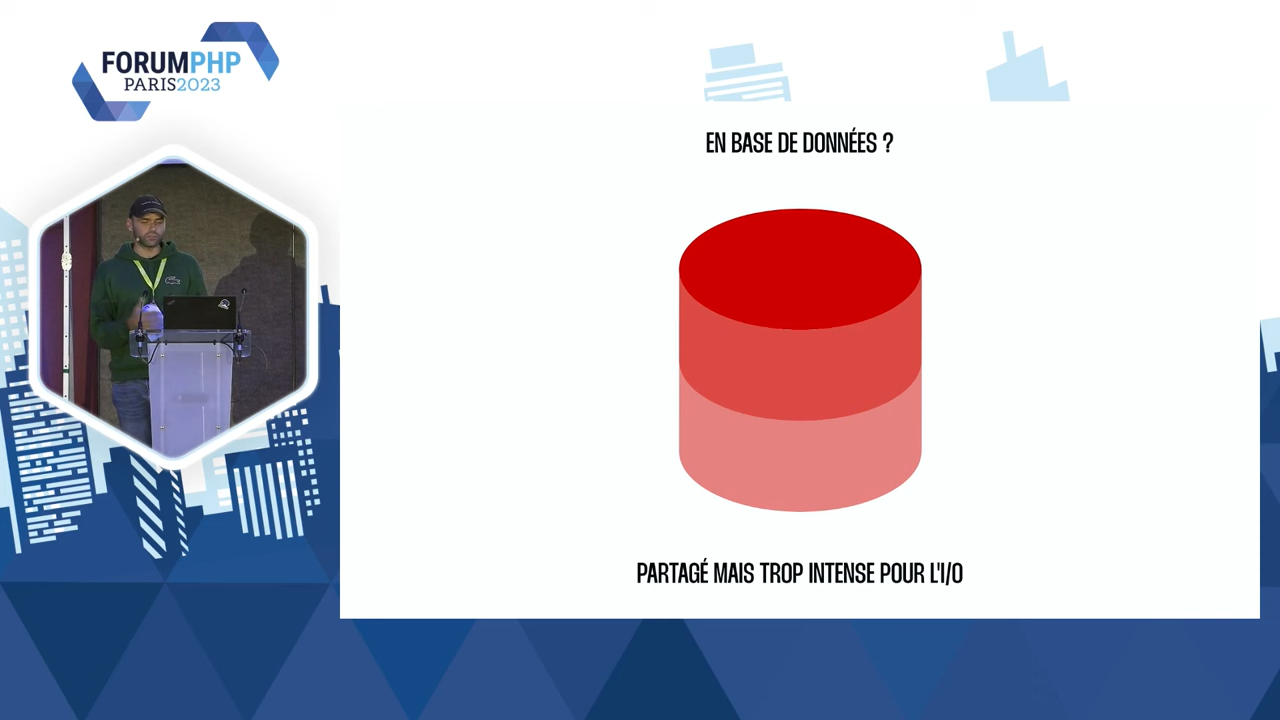 FORUMPHP
PARIS2023
EN BASE DE DONNÉES ?
PARTAGÉ MAIS TROP INTENSE POUR L'I/O